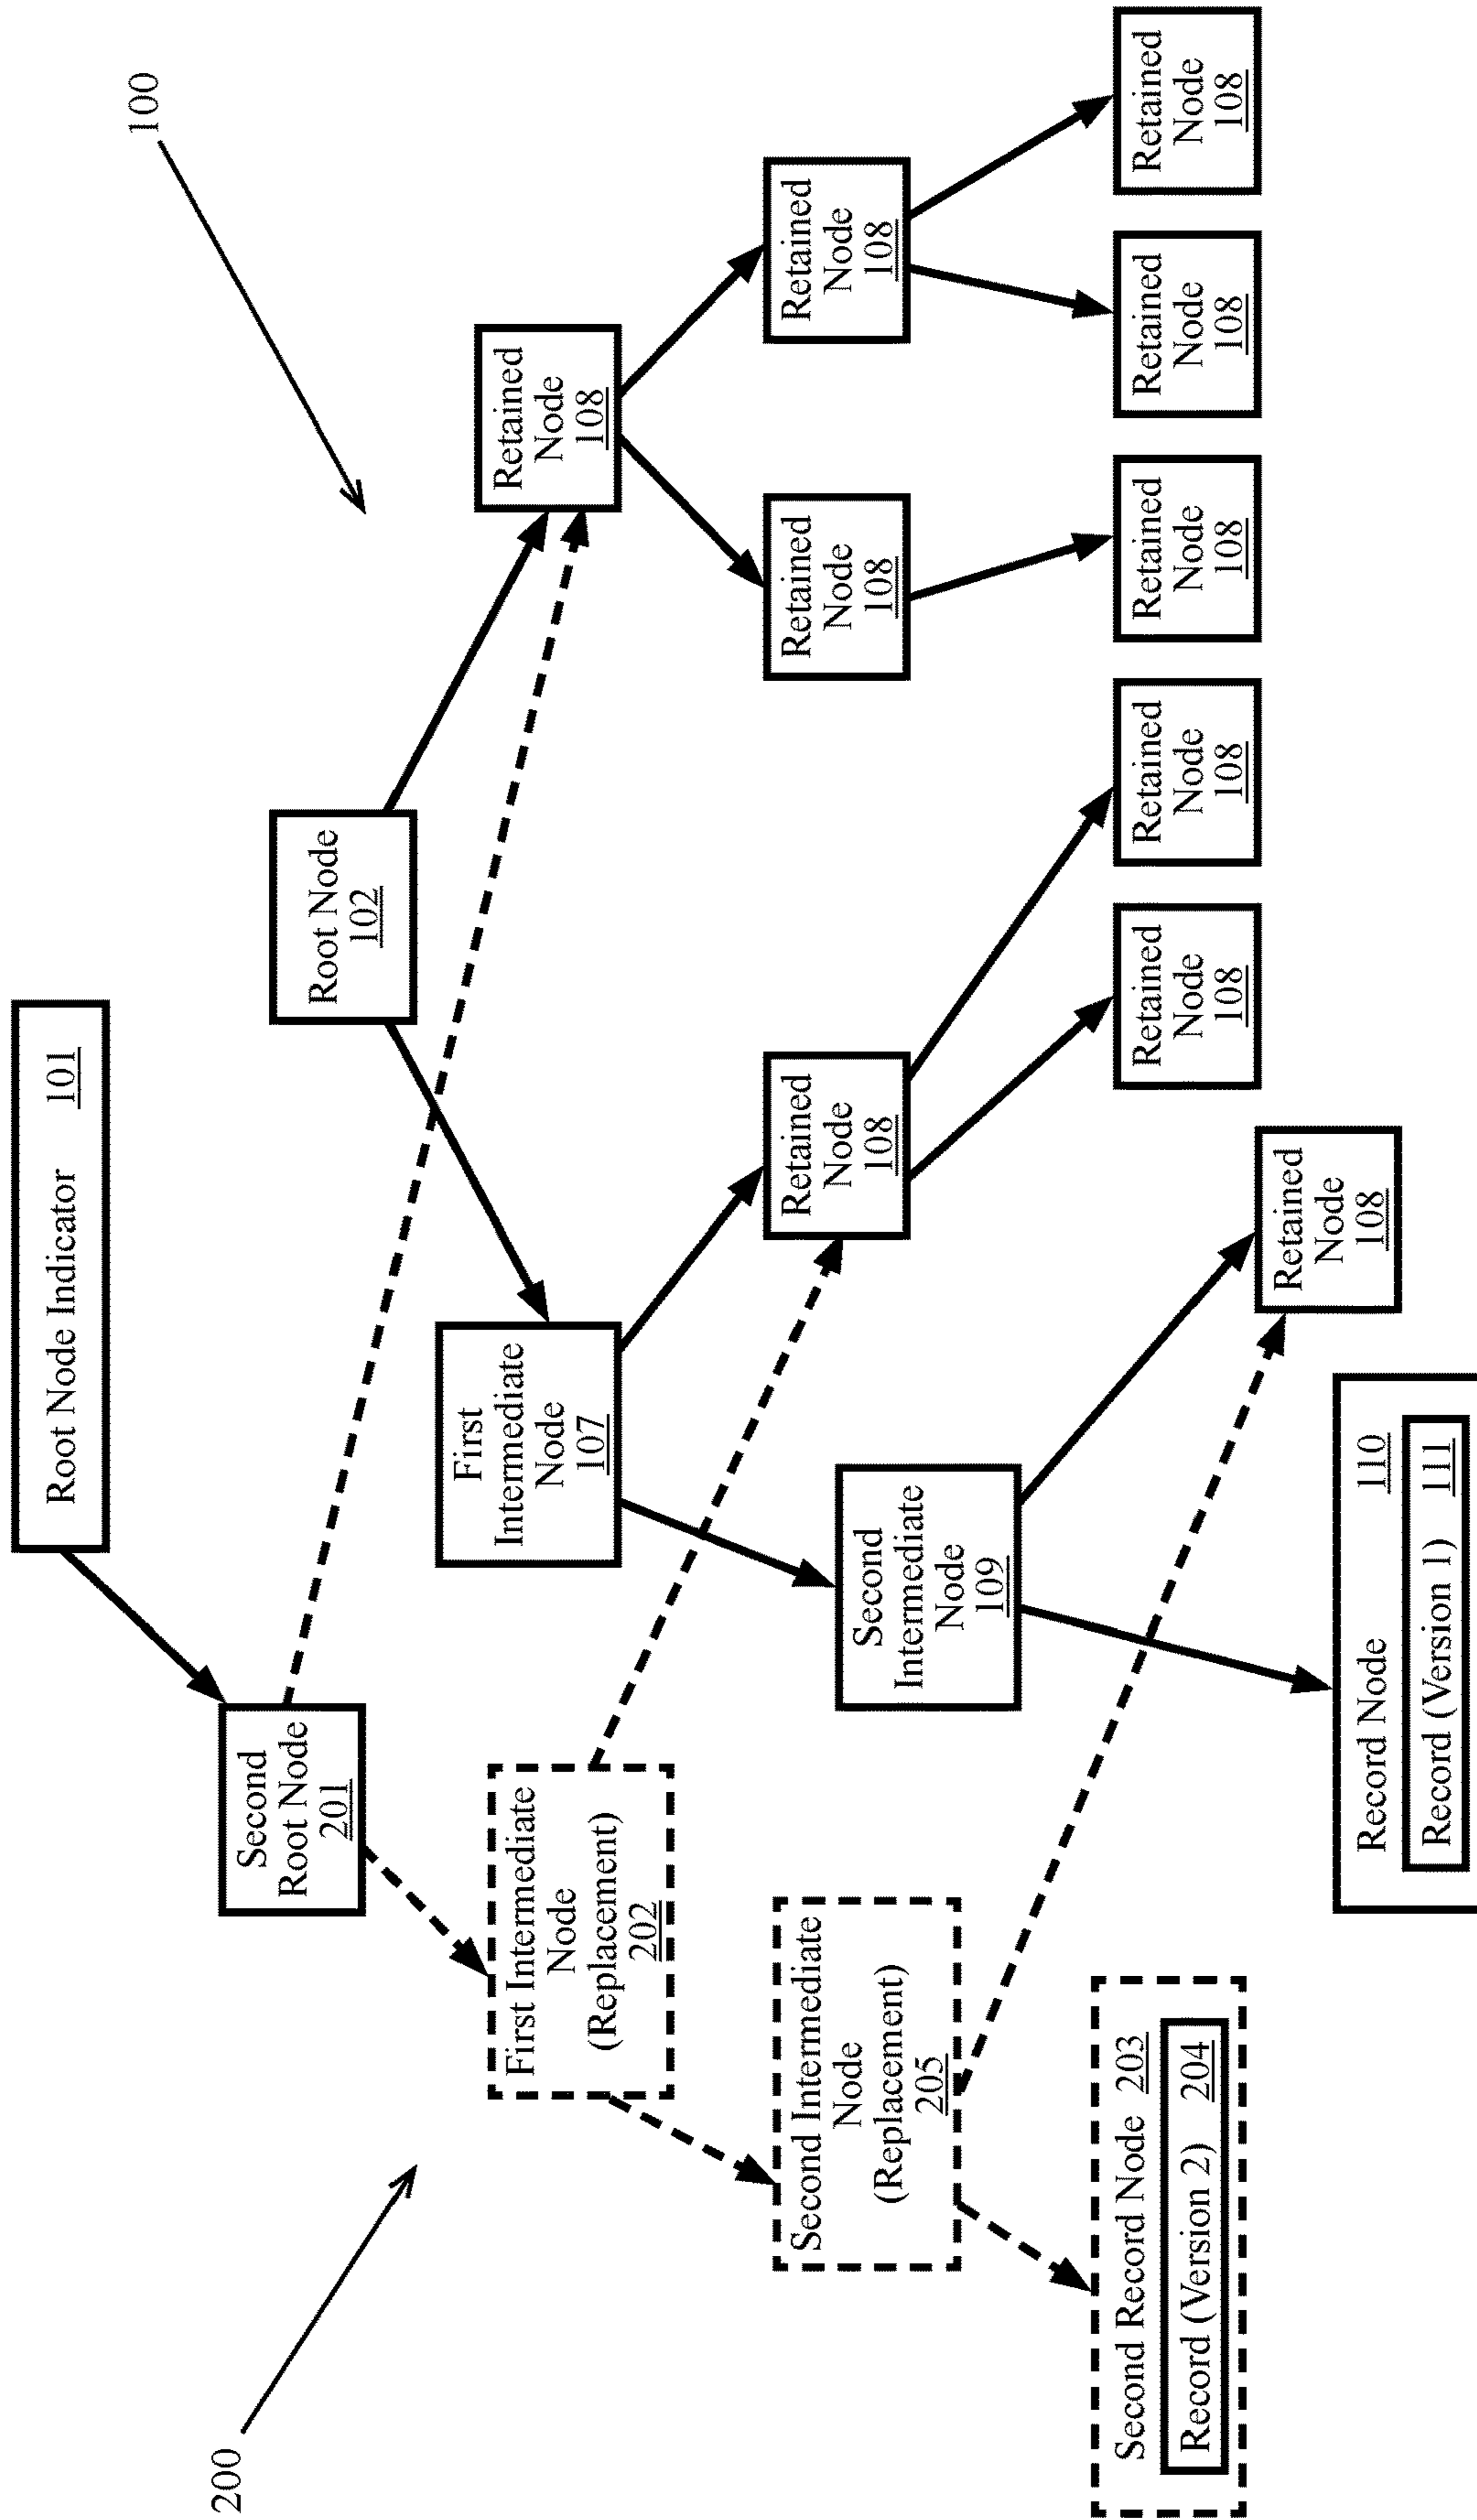 200
100
Root Node Indicator 101
Second
Root Node
201
Root Node
102
First Intermediate
Node
(Replacement)
202
First
Intermediate
Node
107
Retained
Node
108
Second Intermediate
Node
(Replacement)
205
Second
Intermediate
Node
109
Retained
Node
108
Retained
Node
108
Retained
Node
108
Second Record Node 203
Record (Version 2) 204
Record Node 110
Record (Version 1) 111
Retained
Node
108
Retained
Node
108
Retained
Node
108
Retained
Node
108
Retained
Node
108
Retained
Node
108